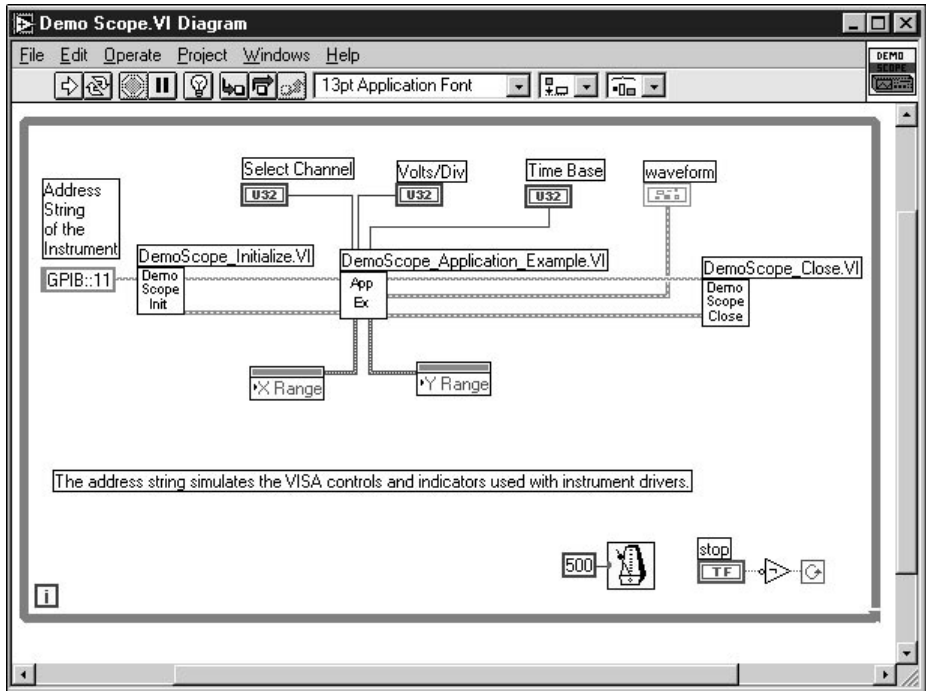 Demo Scope.VI Diagram
File Edit Operate Project Windows Help
DEMO
SCOPE
13pt Application Font
Select Channel
U32
Volts/Div
U32
Time Base
U32
waveform
Address
String
of the
Instrument
GPIB::11
DemoScope_Initialize.VI
Demo
Scope
Init
DemoScope_Application_Example.VI
App
Ex
DemoScope_Close.VI
Demo
Scope
Close
X Range
Y Range
The address string simulates the VISA controls and indicators used with instrument drivers.
500
stop
TF
i